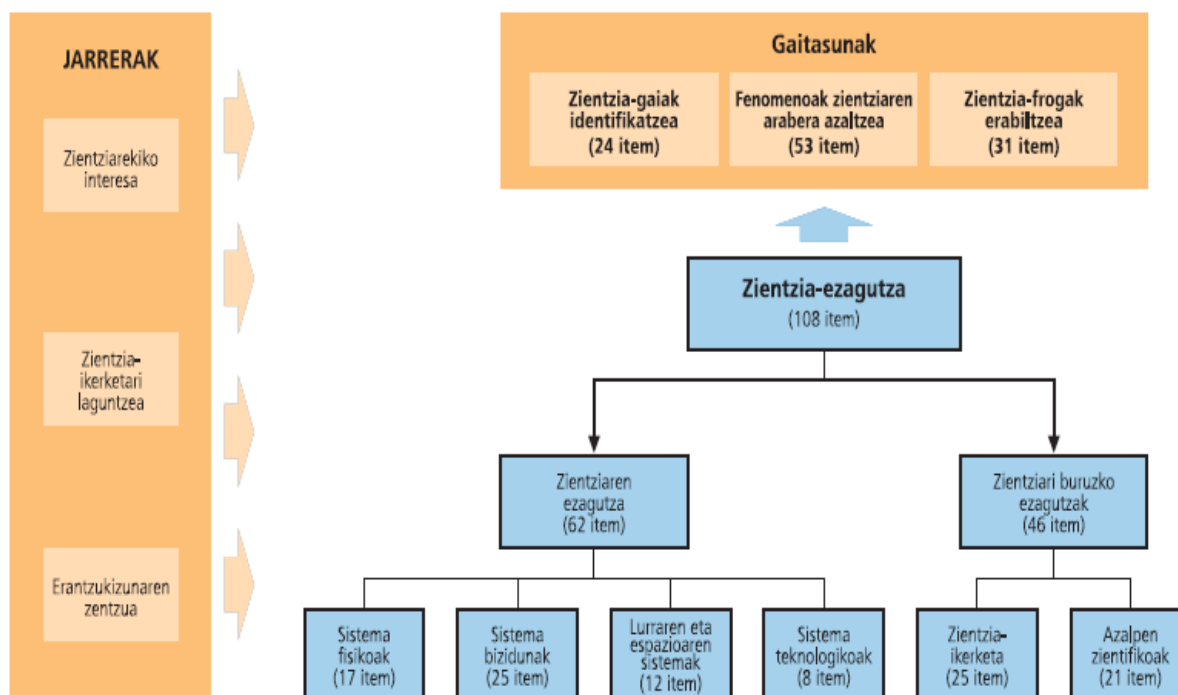 JARRERAK
Zientziarekiko
interesa
Zientzia-
ikerketari
laguntzea
Erantzukizunaren
zentzua
Gaitasunak
Zientzia-gaiak
identifikatzea
(24 item)
Fenomenoak zientziaren
arabera azaltzea
(53 item)
Zientzia-frogak
erabiltzea
(31 item)
Zientzia-ezagutza
(108 item)
Zientziaren
ezagutza
(62 item)
Zientziari buruzko
ezagutzak
(46 item)
Sistema
fisikoak
(17 item)
Sistema
bizidunak
(25 item)
Lurraren eta
espazioaren
sistemak
(12 item)
Sistema
teknologikoak
(8 item)
Zientzia-
ikerketa
(25 item)
Azalpen
zientifikoak
(21 item)